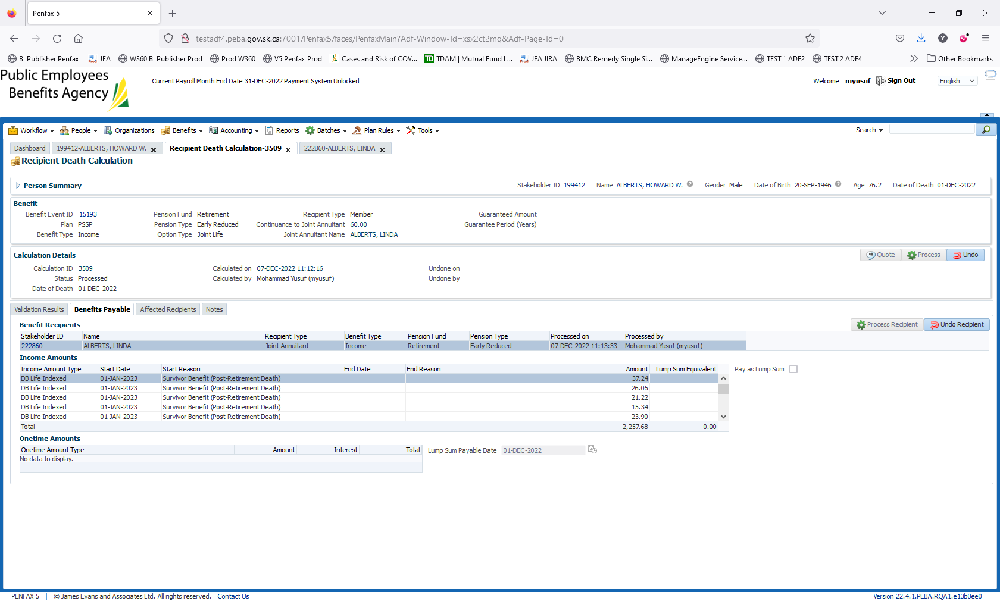 Penfax 5
testadf4.peba.gov.sk.ca:7001/Penfax5/faces/PenfaxMain?Adf-Window-Id=xsx2ct2mq&Adf-Page-Id=0
BI Publisher Penfax JEA W360 BI Publisher Prod Prod W360 V5 Penfax Prod Cases and Risk of COV... TD TDAM | Mutual Fund L... JEA JIRA BMC Remedy Single Si... ManageEngine Service... TEST 1 ADF2 TEST 2 ADF4 Other Bookmarks
Public Employees
Benefits Agency
Current Payroll Month End Date 31-DEC-2022 Payment System Unlocked
Welcome myusuf Sign Out English
Workflow People Organizations Benefits Accounting Reports Batches Plan Rules Tools Search
Dashboard 199412-ALBERTS, HOWARD W. Recipient Death Calculation-3509 222860-ALBERTS, LINDA
Recipient Death Calculation
Person Summary Stakeholder ID 199412 Name ALBERTS, HOWARD W. Gender Male Date of Birth 20-SEP-1946 Age 76.2 Date of Death 01-DEC-2022
Benefit
Benefit Event ID 15193 Pension Fund Retirement Recipient Type Member Guaranteed Amount
Plan PSSP Pension Type Early Reduced Continuance to Joint Annuitant 60.00 Guarantee Period (Years)
Benefit Type Income Option Type Joint Life Joint Annuitant Name ALBERTS, LINDA
Calculation Details Quote Process Undo
Calculation ID 3509 Calculated on 07-DEC-2022 11:12:16 Undone on
Status Processed Calculated by Mohammad Yusuf (myusuf) Undone by
Date of Death 01-DEC-2022
Validation Results Benefits Payable Affected Recipients Notes
Benefit Recipients Process Recipient Undo Recipient
Stakeholder ID Name Recipient Type Benefit Type Pension Fund Pension Type Processed on Processed by
222860 ALBERTS, LINDA Joint Annuitant Income Retirement Early Reduced 07-DEC-2022 11:13:33 Mohammad Yusuf (myusuf)
Income Amounts
Income Amount Type Start Date Start Reason End Date End Reason Amount Lump Sum Equivalent Pay as Lump Sum
DB Life Indexed 01-JAN-2023 Survivor Benefit (Post-Retirement Death) 37.24
DB Life Indexed 01-JAN-2023 Survivor Benefit (Post-Retirement Death) 26.05
DB Life Indexed 01-JAN-2023 Survivor Benefit (Post-Retirement Death) 21.22
DB Life Indexed 01-JAN-2023 Survivor Benefit (Post-Retirement Death) 15.34
DB Life Indexed 01-JAN-2023 Survivor Benefit (Post-Retirement Death) 23.90
Total 2,257.68 0.00
Onetime Amounts
Onetime Amount Type Amount Interest Total Lump Sum Payable Date 01-DEC-2022
No data to display.
PENFAX 5 | © James Evans and Associates Ltd. All rights reserved. Contact Us Version 22.4.1.PEBA.RQA1.e13b0ee0